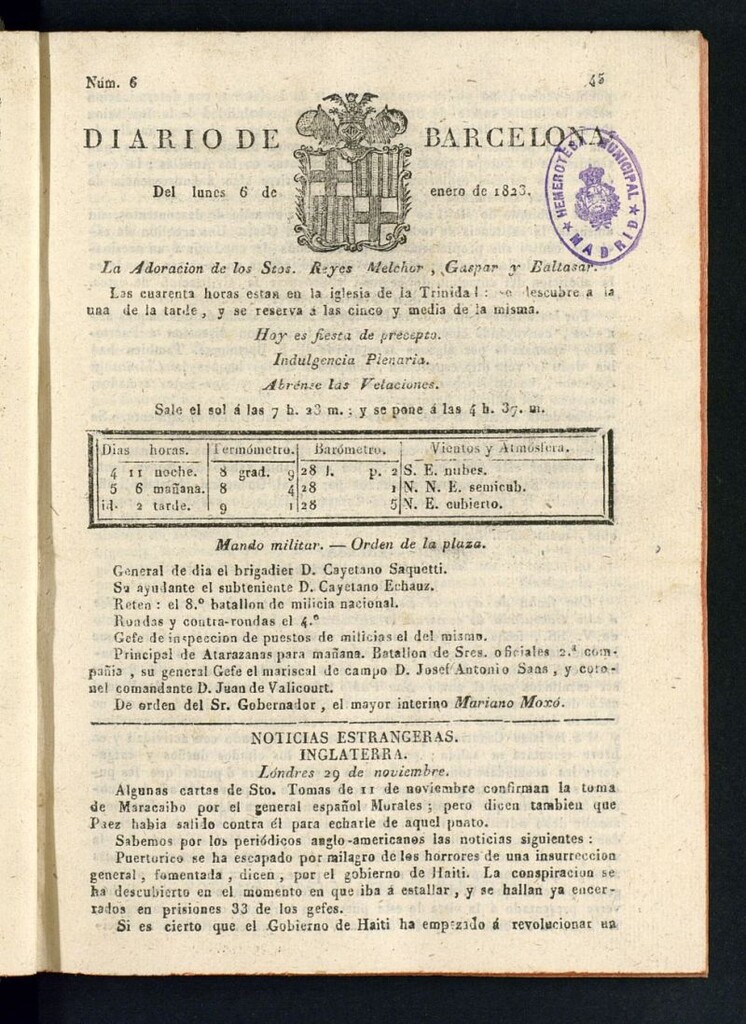 Núm. 6
45
DIARIO DE BARCELONA
Del lunes 6 de enero de 1823.
HEMEROTECA MUNICIPAL
★ MADRID ★
La Adoracion de los Stos. Reyes Melchor, Gaspar y Baltasar.
Las cuarenta horas estan en la iglesia de la Trinidad: se descubre a la
una de la tarde, y se reserva á las cinco y media de la misma.
Hoy es fiesta de precepto.
Indulgencia Plenaria.
Abrénse las Velaciones.
Sale el sol á las 7 h. 23 m.; y se pone á las 4 h. 37. m.
Dias horas. Termómetro. Barómetro. Vientos y Atmósfera.
4 11 noche. 8 grad. 9 28 l. p. 2 S. E. nubes.
5 6 mañana. 8 4 28 1 N. N. E. semicub.
id. 2 tarde. 9 1 28 5 N. E. cubierto.
Mando militar. — Orden de la plaza.
General de dia el brigadier D. Cayetano Saquetti.
Su ayudante el subteniente D. Cayetano Echauz.
Reten: el 8.º batallon de milicia nacional.
Rondas y contra-rondas el 4.º
Gefe de inspeccion de puestos de milicias el del mismo.
Principal de Atarazanas para mañana. Batallon de Sres. oficiales 2.ª com-
pañia, su general Gefe el mariscal de campo D. Josef Antonio Sans, y coro-
nel comandante D. Juan de Valicourt.
De orden del Sr. Gobernador, el mayor interino Mariano Moxó.
NOTICIAS ESTRANGERAS.
INGLATERRA.
Lóndres 29 de noviembre.
Algunas cartas de Sto. Tomas de 11 de noviembre confirman la toma
de Maracaibo por el general español Morales; pero dicen tambien que
Paez habia salido contra él para echarle de aquel punto.
Sabemos por los periódicos anglo-americanos las noticias siguientes:
Puertorico se ha escapado por milagro de los horrores de una insurreccion
general, fomentada, dicen, por el gobierno de Haiti. La conspiracion se
ha descubierto en el momento en que iba á estallar, y se hallan ya encer-
rados en prisiones 33 de los gefes.
Si es cierto que el Gobierno de Haiti ha empezado á revolucionar un